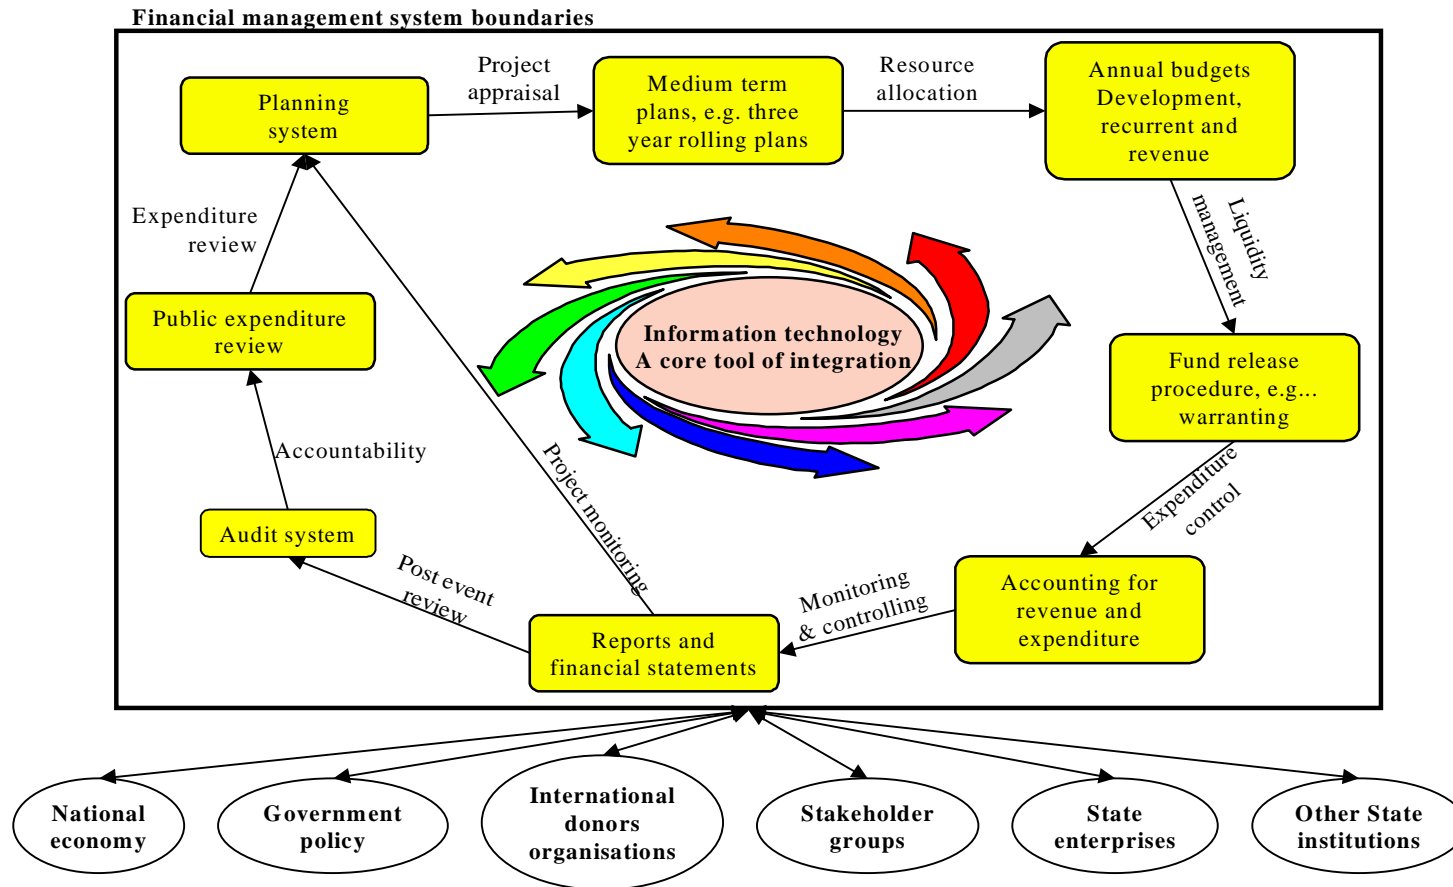 Financial management system boundaries
Planning
system
Project
appraisal
Medium term
plans, e.g. three
year rolling plans
Resource
allocation
Annual budgets
Development,
recurrent and
revenue
Liquidity
management
Fund release
procedure, e.g...
warranting
Expenditure
control
Accounting for
revenue and
expenditure
Monitoring
& controlling
Reports and
financial statements
Project monitoring
Post event
review
Audit system
Accountability
Public expenditure
review
Expenditure
review
Information technology
A core tool of integration
National
economy
Government
policy
International
donors
organisations
Stakeholder
groups
State
enterprises
Other State
institutions